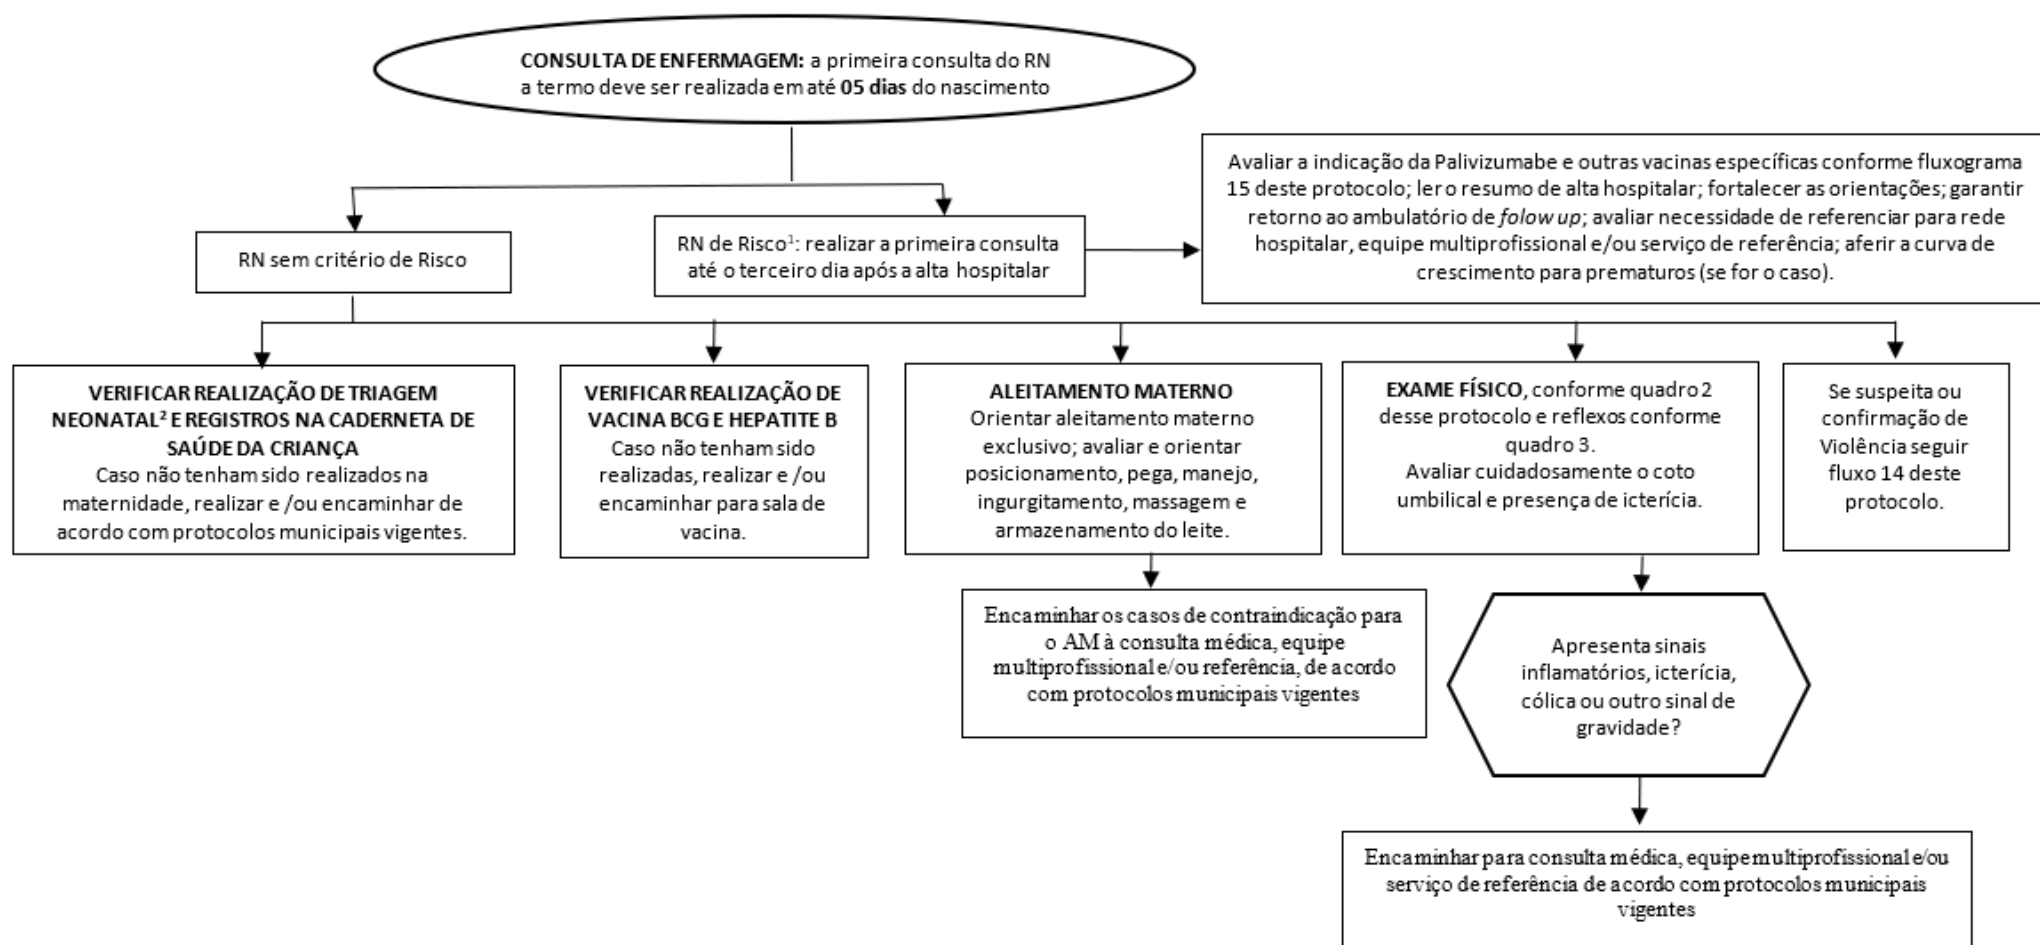 CONSULTA DE ENFERMAGEM: a primeira consulta do RN
a termo deve ser realizada em até 05 dias do nascimento
Avaliar a indicação da Palivizumabe e outras vacinas específicas conforme fluxograma
15 deste protocolo; ler o resumo de alta hospitalar; fortalecer as orientações; garantir
retorno ao ambulatório de folow up; avaliar necessidade de referenciar para rede
hospitalar, equipe multiprofissional e/ou serviço de referência; aferir a curva de
crescimento para prematuros (se for o caso).
RN sem critério de Risco
RN de Risco¹: realizar a primeira consulta
até o terceiro dia após a alta hospitalar
VERIFICAR REALIZAÇÃO DE TRIAGEM
NEONATAL² E REGISTROS NA CADERNETA DE
SAÚDE DA CRIANÇA
Caso não tenham sido realizados na
maternidade, realizar e /ou encaminhar de
acordo com protocolos municipais vigentes.
VERIFICAR REALIZAÇÃO DE
VACINA BCG E HEPATITE B
Caso não tenham sido
realizadas, realizar e /ou
encaminhar para sala de
vacina.
ALEITAMENTO MATERNO
Orientar aleitamento materno
exclusivo; avaliar e orientar
posicionamento, pega, manejo,
ingurgitamento, massagem e
armazenamento do leite.
EXAME FÍSICO, conforme quadro 2
desse protocolo e reflexos conforme
quadro 3.
Avaliar cuidadosamente o coto
umbilical e presença de icterícia.
Se suspeita ou
confirmação de
Violência seguir
fluxo 14 deste
protocolo.
Encaminhar os casos de contraindicação para
o AM à consulta médica, equipe
multiprofissional e/ou referência, de acordo
com protocolos municipais vigentes
Apresenta sinais
inflamatórios, icterícia,
cólica ou outro sinal de
gravidade?
Encaminhar para consulta médica, equipe multiprofissional e/ou
serviço de referência de acordo com protocolos municipais
vigentes